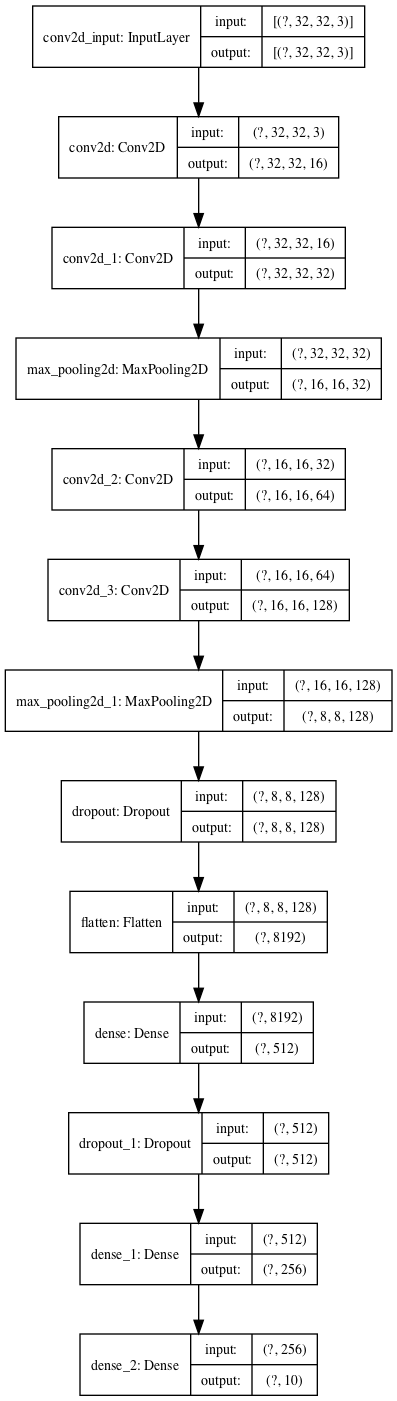 conv2d_input: InputLayer
input: [(?, 32, 32, 3)]
output: [(?, 32, 32, 3)]
conv2d: Conv2D
input: (?, 32, 32, 3)
output: (?, 32, 32, 16)
conv2d_1: Conv2D
input: (?, 32, 32, 16)
output: (?, 32, 32, 32)
max_pooling2d: MaxPooling2D
input: (?, 32, 32, 32)
output: (?, 16, 16, 32)
conv2d_2: Conv2D
input: (?, 16, 16, 32)
output: (?, 16, 16, 64)
conv2d_3: Conv2D
input: (?, 16, 16, 64)
output: (?, 16, 16, 128)
max_pooling2d_1: MaxPooling2D
input: (?, 16, 16, 128)
output: (?, 8, 8, 128)
dropout: Dropout
input: (?, 8, 8, 128)
output: (?, 8, 8, 128)
flatten: Flatten
input: (?, 8, 8, 128)
output: (?, 8192)
dense: Dense
input: (?, 8192)
output: (?, 512)
dropout_1: Dropout
input: (?, 512)
output: (?, 512)
dense_1: Dense
input: (?, 512)
output: (?, 256)
dense_2: Dense
input: (?, 256)
output: (?, 10)